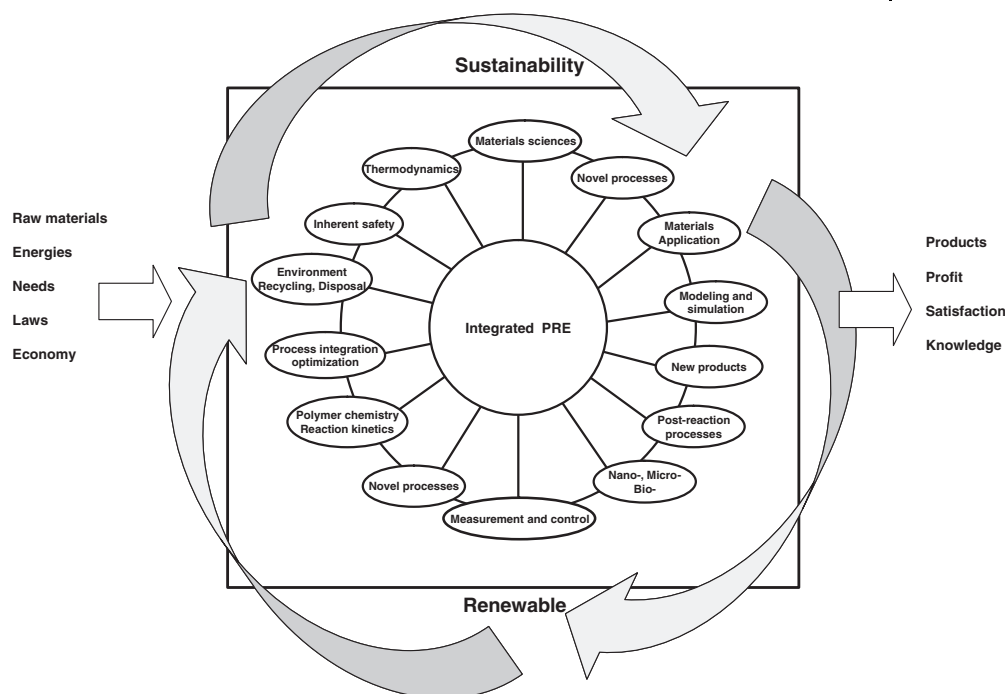 Sustainability
Materials sciences
Thermodynamics
Novel processes
Inherent safety
Materials
Application
Environment
Recycling, Disposal
Modeling and
simulation
Integrated PRE
Process integration
optimization
New products
Polymer chemistry
Reaction kinetics
Post-reaction
processes
Novel processes
Nano-, Micro-
Bio-
Measurement and control
Renewable
Raw materials
Energies
Needs
Laws
Economy
Products
Profit
Satisfaction
Knowledge